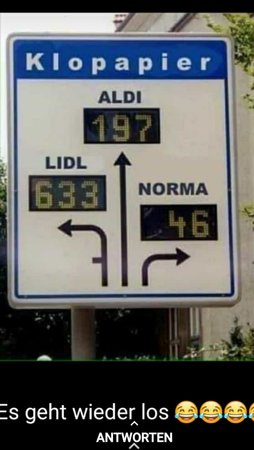 Klopapier
ALDI
197
LIDL
633
NORMA
46
Es geht wieder los 😂😂😂😂
ANTWORTEN